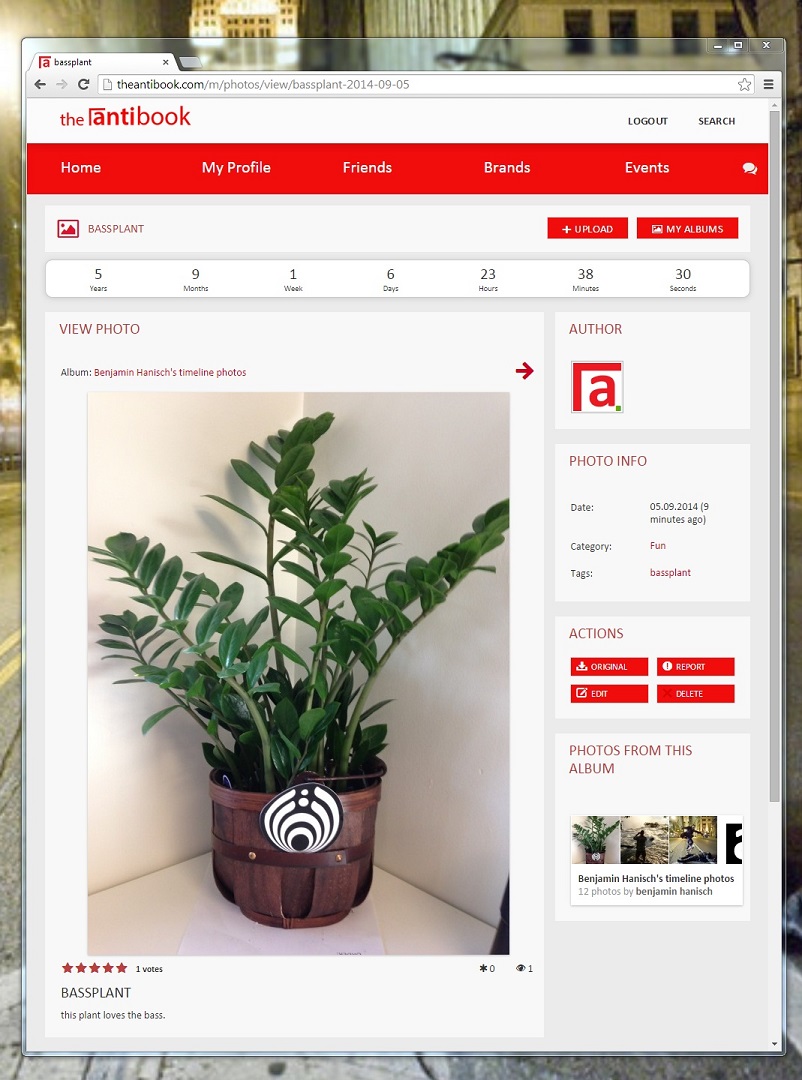 bassplant
theantibook.com/m/photos/view/bassplant-2014-09-05
the antibook
LOGOUT SEARCH
Home My Profile Friends Brands Events
BASSPLANT
UPLOAD MY ALBUMS
5 9 1 6 23 38 30
Years Months Week Days Hours Minutes Seconds
VIEW PHOTO
Album: Benjamin Hanisch's timeline photos
1 votes
0 1
BASSPLANT
this plant loves the bass.
AUTHOR
a
PHOTO INFO
Date: 05.09.2014 (9
minutes ago)
Category: Fun
Tags: bassplant
ACTIONS
ORIGINAL REPORT
EDIT DELETE
PHOTOS FROM THIS
ALBUM
Benjamin Hanisch's timeline photos
12 photos by benjamin hanisch